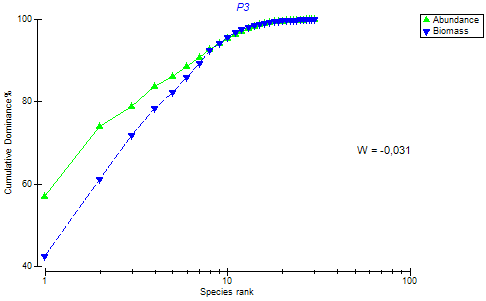 P3
Abundance
Biomass
100
80
60
40
Cumulative Dominance%
W = -0,031
1
10
100
Species rank